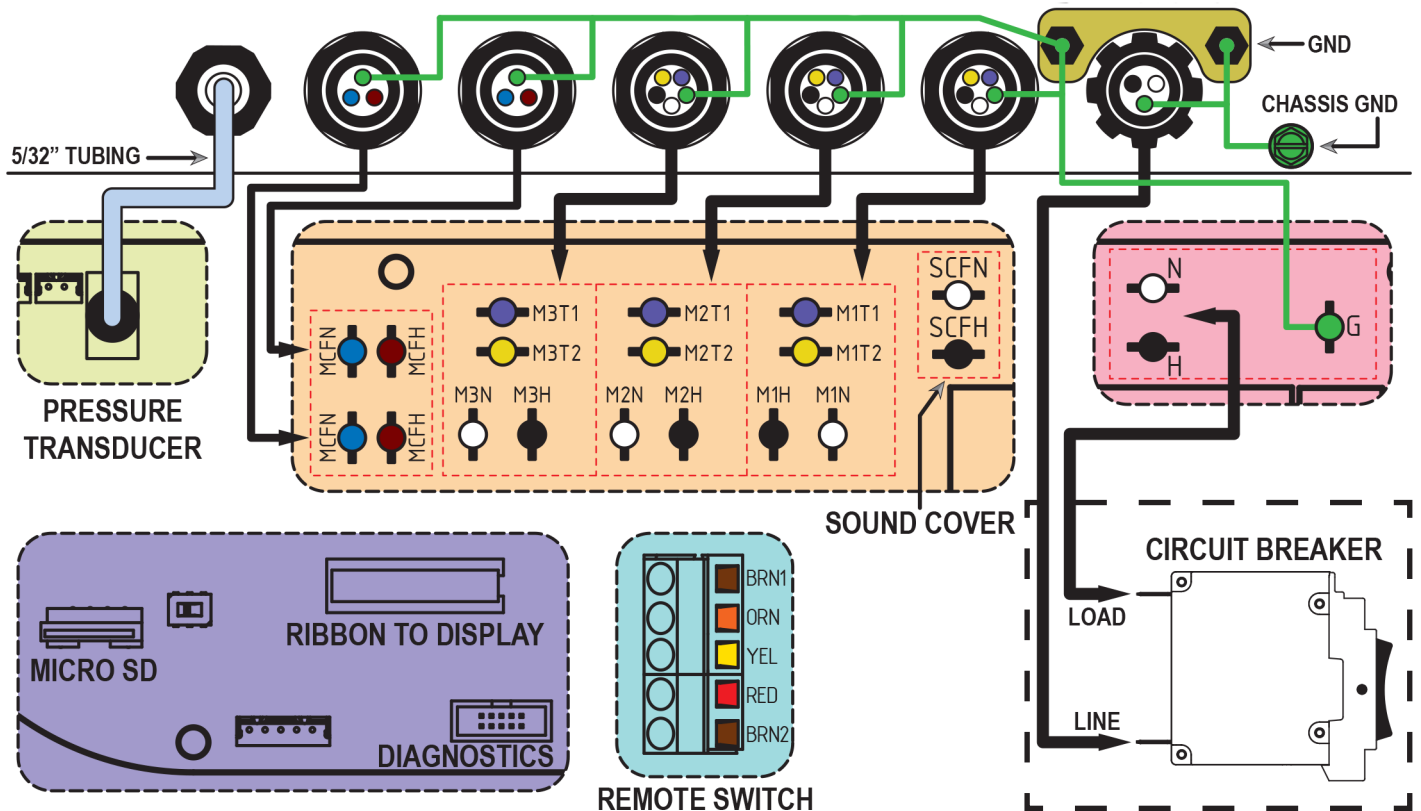 GND
CHASSIS GND
5/32” TUBING
PRESSURE
TRANSDUCER
MCFN
MCFH
MCFN
MCFH
M3T1
M3T2
M3N
M3H
M2T1
M2T2
M2N
M2H
M1T1
M1T2
M1H
M1N
SCFN
SCFH
SOUND COVER
N
H
G
CIRCUIT BREAKER
LOAD
LINE
MICRO SD
RIBBON TO DISPLAY
DIAGNOSTICS
BRN1
ORN
YEL
RED
BRN2
REMOTE SWITCH